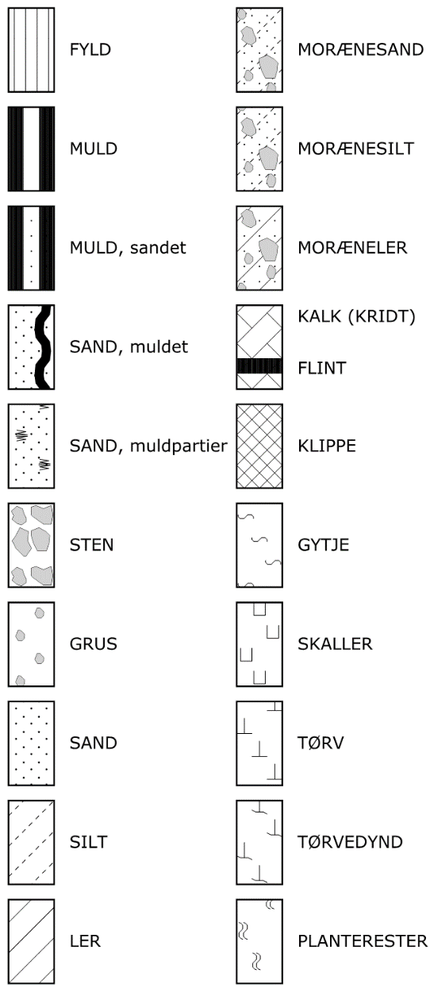 FYLD
MULD
MULD, sandet
SAND, muldet
SAND, muldpartier
STEN
GRUS
SAND
SILT
LER
MORÆNESAND
MORÆNESILT
MORÆNELER
KALK (KRIDT)
FLINT
KLIPPE
GYTJE
SKALLER
TØRV
TØRVEDYND
PLANTERESTER